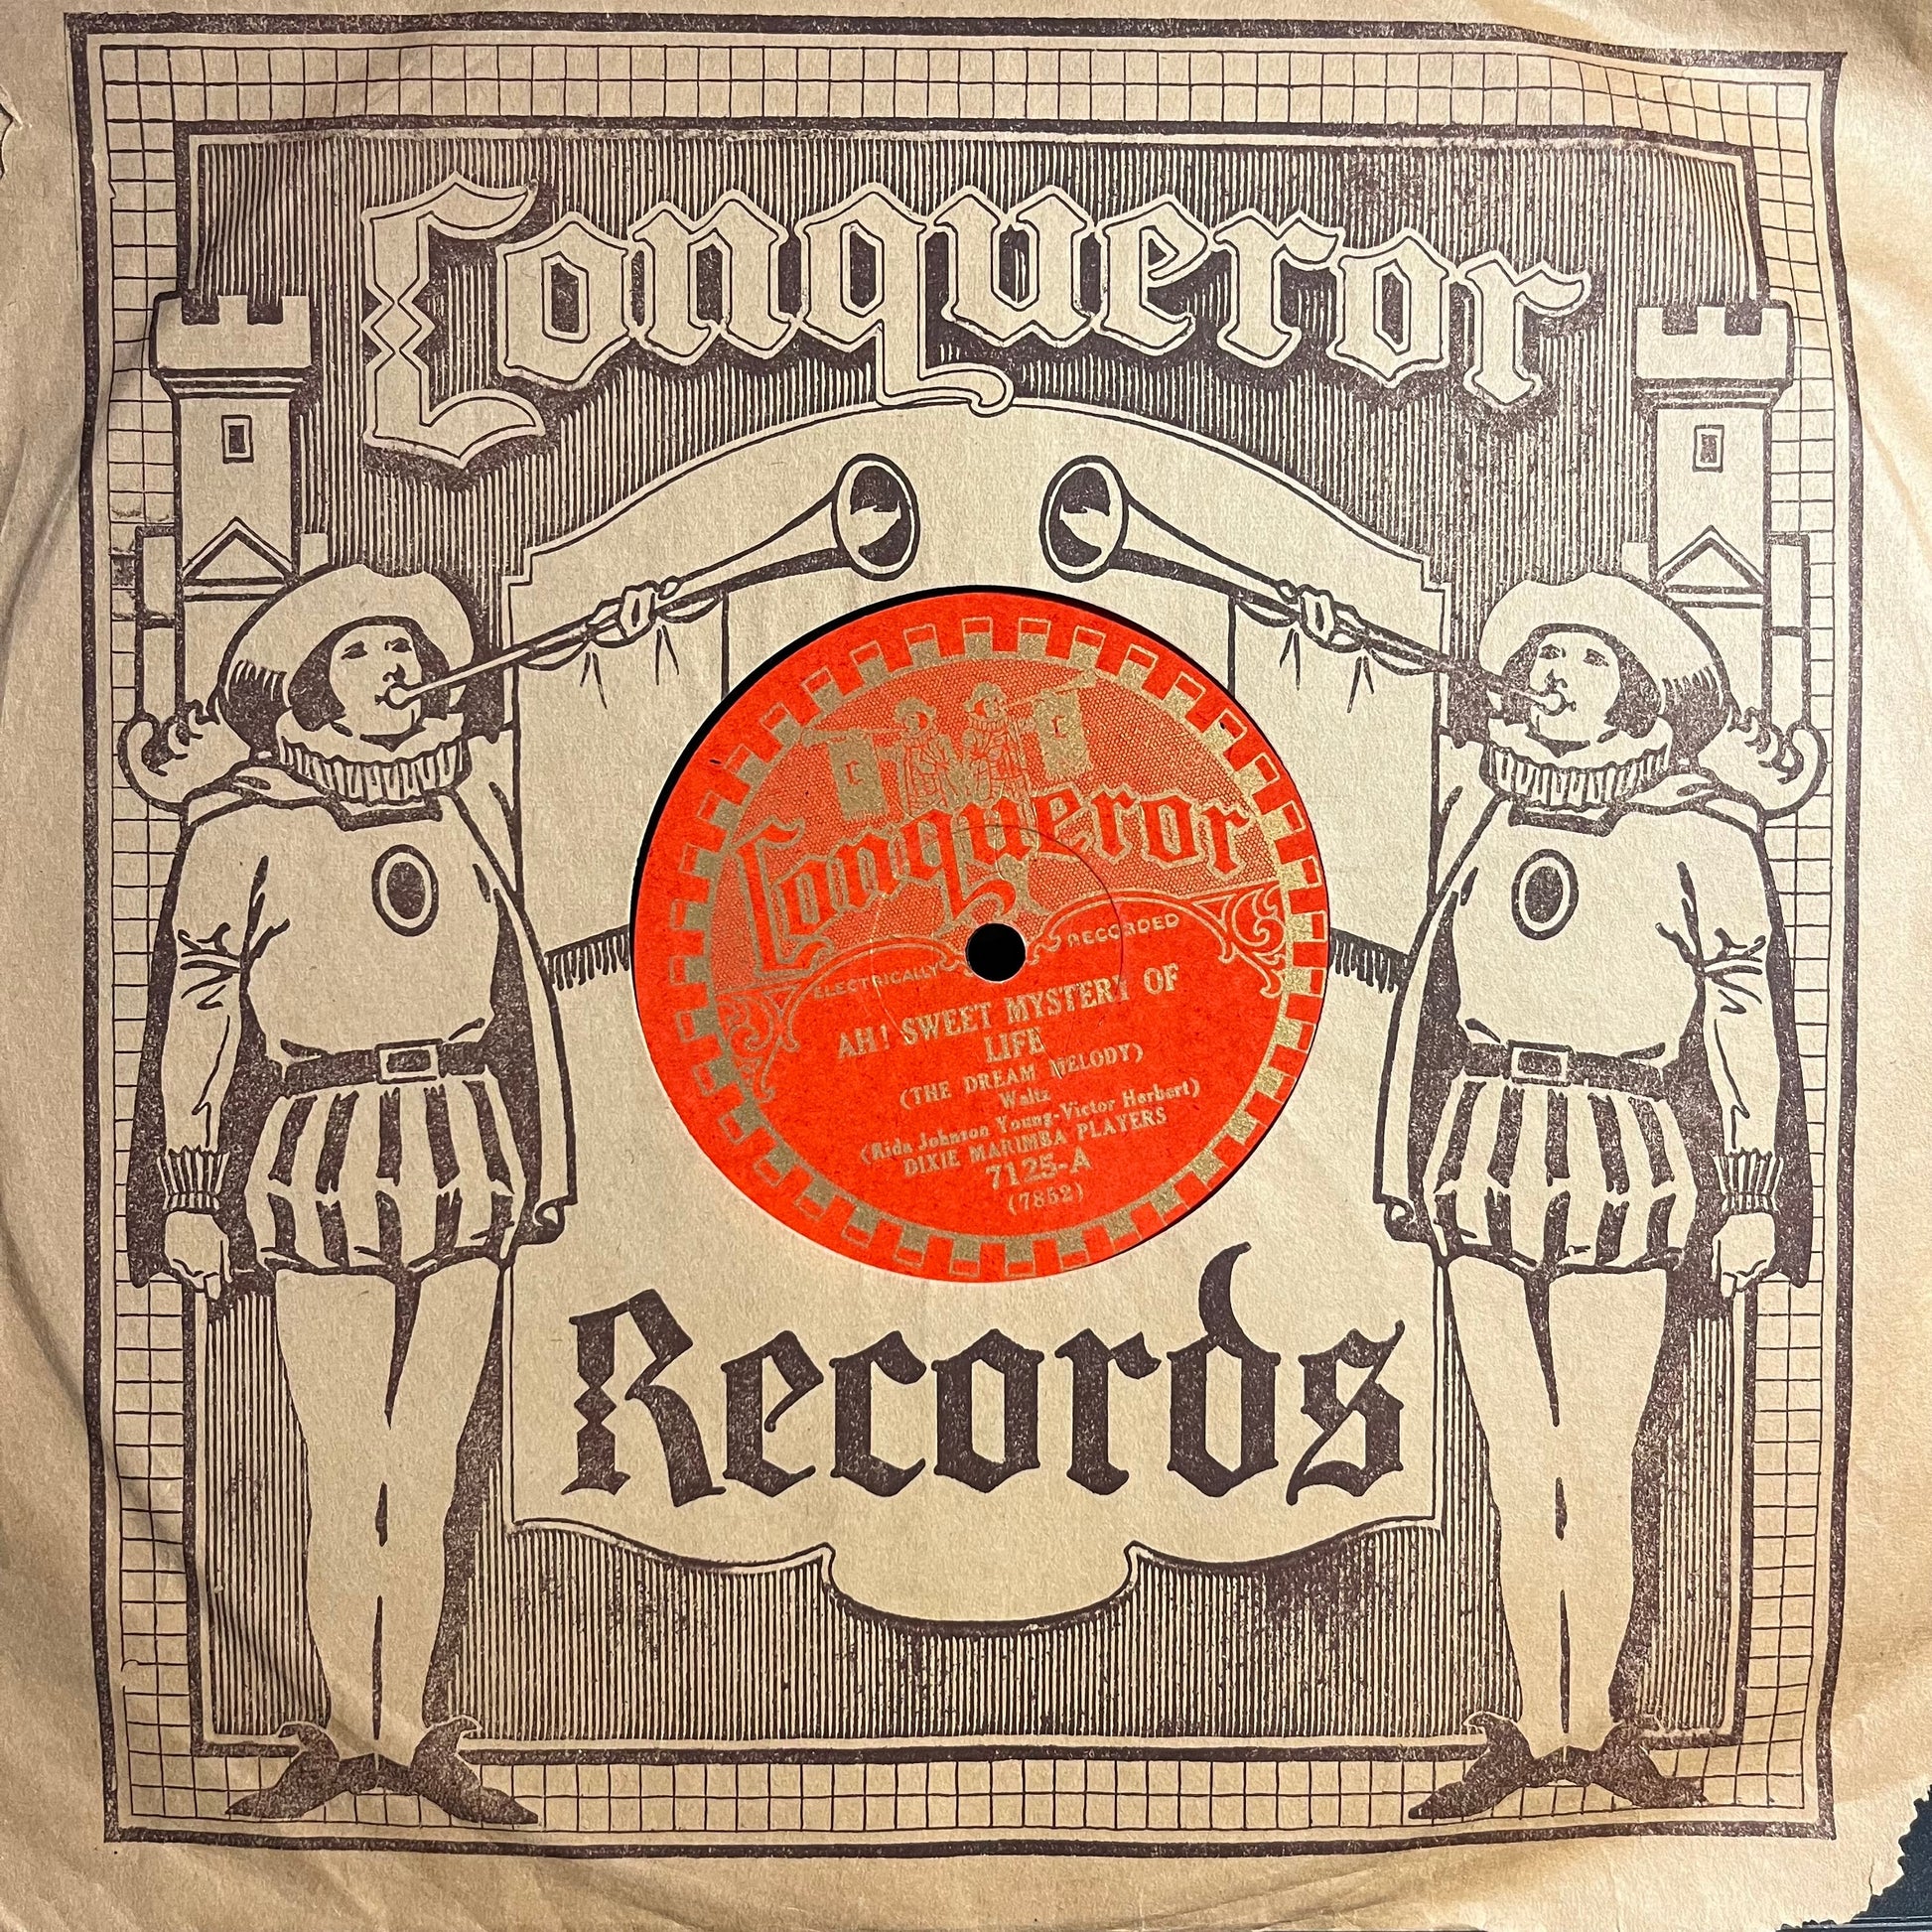 Conqueror
C C
Conqueror
ELECTRICALLY RECORDED
AH! SWEET MYSTERY OF
LIFE
(THE DREAM MELODY)
Waltz
(Rida Johnson Young-Victor Herbert)
DIXIE MARIMBA PLAYERS
7125-A
(7852)
Records